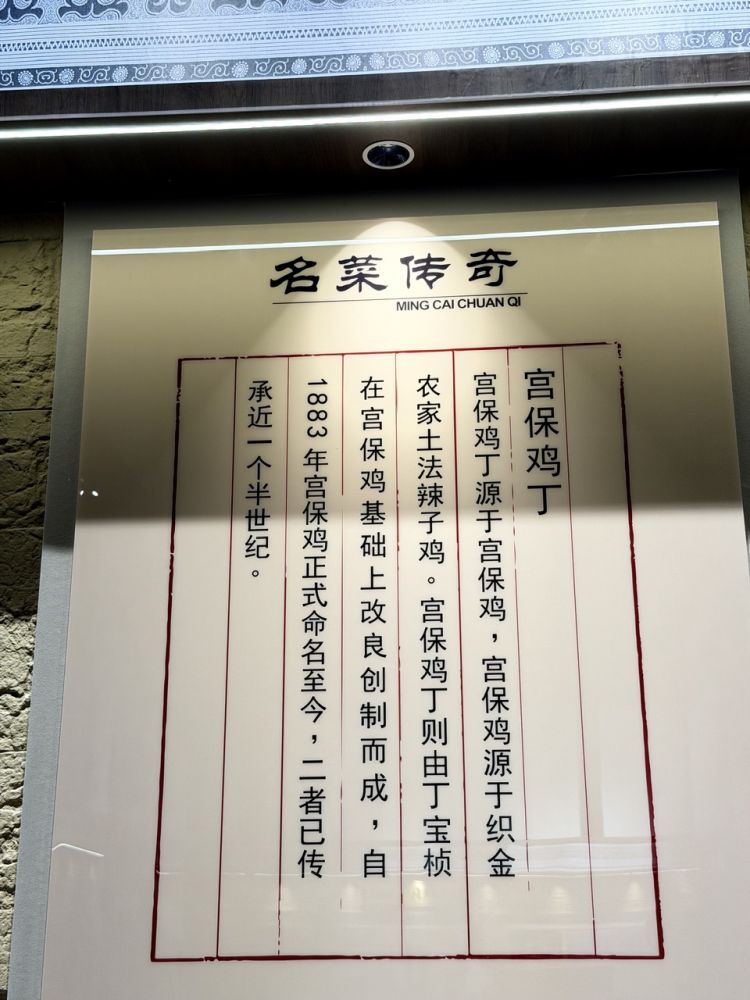 名菜传奇
MING CAI CHUAN QI
宫保鸡丁
宫保鸡丁源于宫保鸡，宫保鸡源于织金
农家土法辣子鸡。宫保鸡丁则由丁宝桢
在宫保鸡基础上改良创制而成，自
1883 年宫保鸡正式命名至今，二者已传
承近一个半世纪。